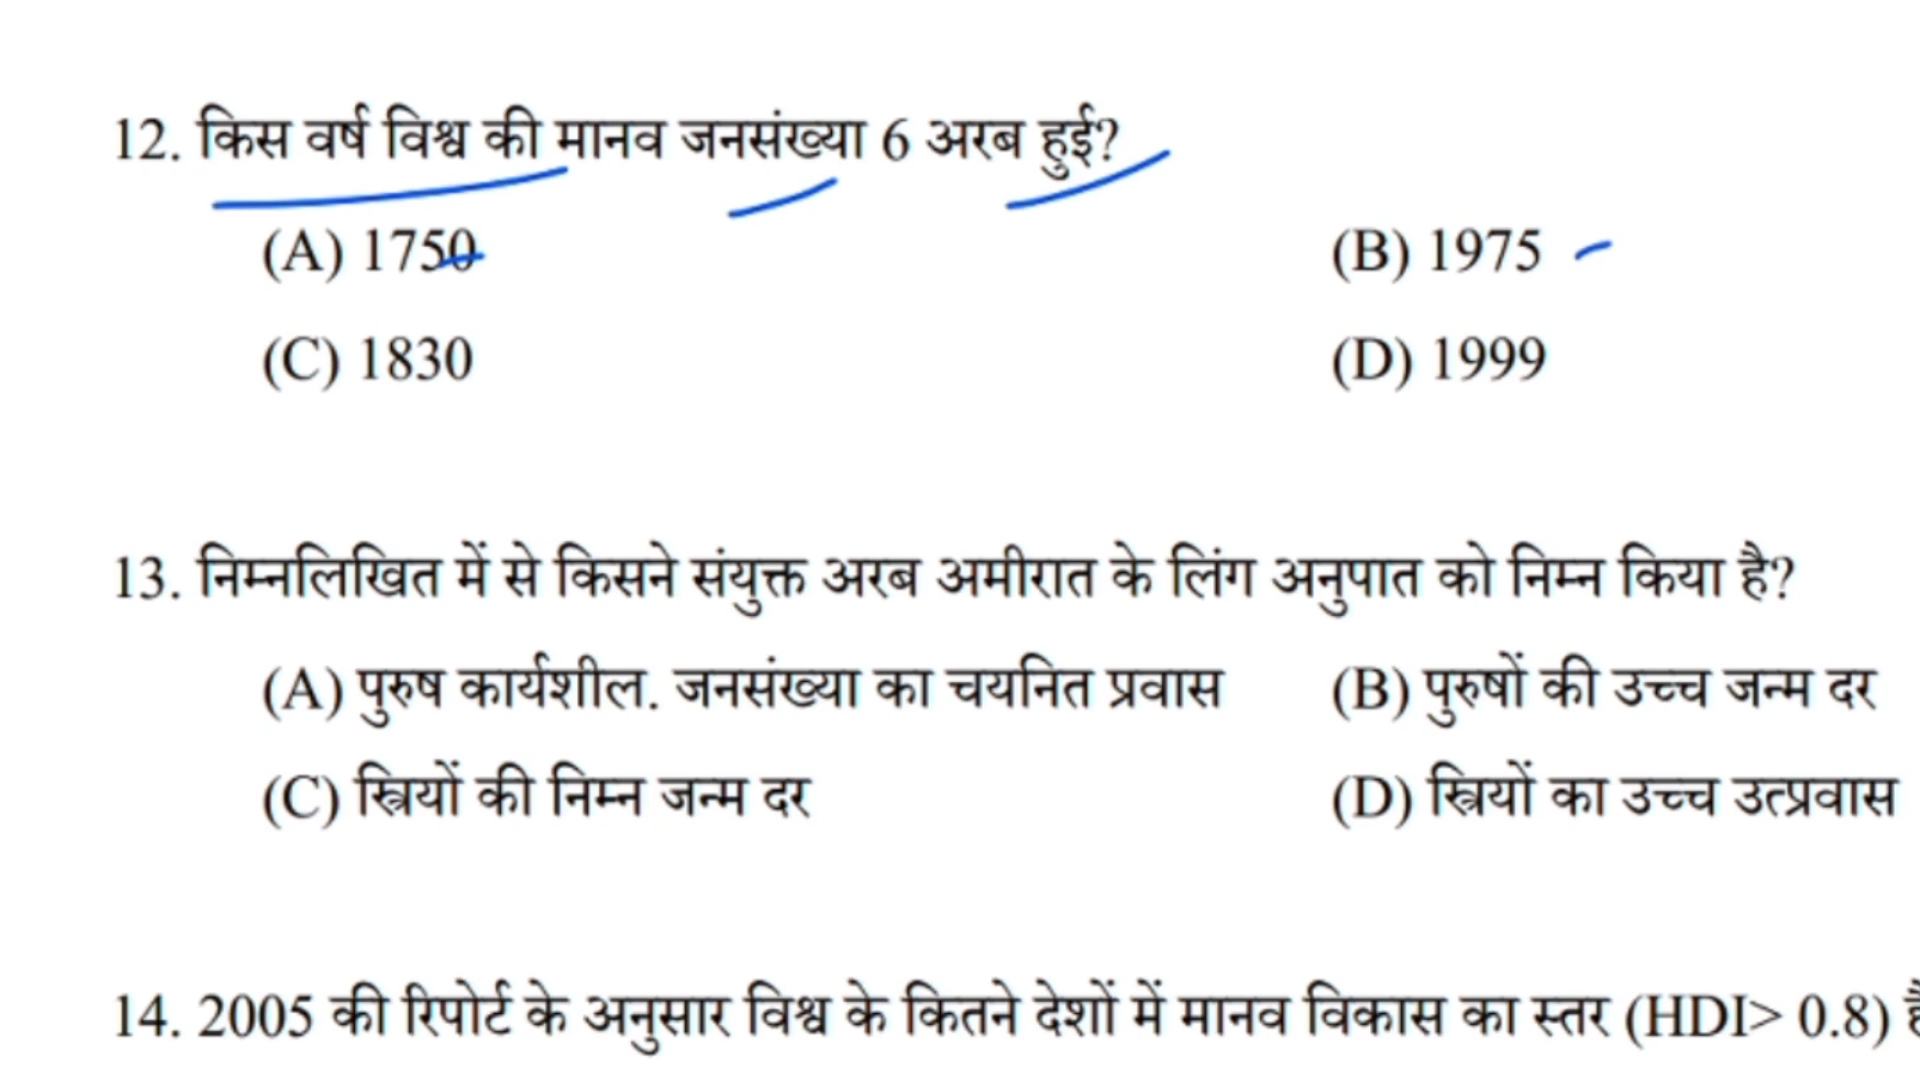 12. किस वर्ष विश्व की मानव जनसंख्या 6 अरब हुई?
(A) 1750 (B) 1975
(C) 1830 (D) 1999
13. निम्नलिखित में से किसने संयुक्त अरब अमीरात के लिंग अनुपात को निम्न किया है?
(A) पुरुष कार्यशील. जनसंख्या का चयनित प्रवास (B) पुरुषों की उच्च जन्म दर
(C) स्त्रियों की निम्न जन्म दर (D) स्त्रियों का उच्च उत्प्रवास
14. 2005 की रिपोर्ट के अनुसार विश्व के कितने देशों में मानव विकास का स्तर (HDI> 0.8)